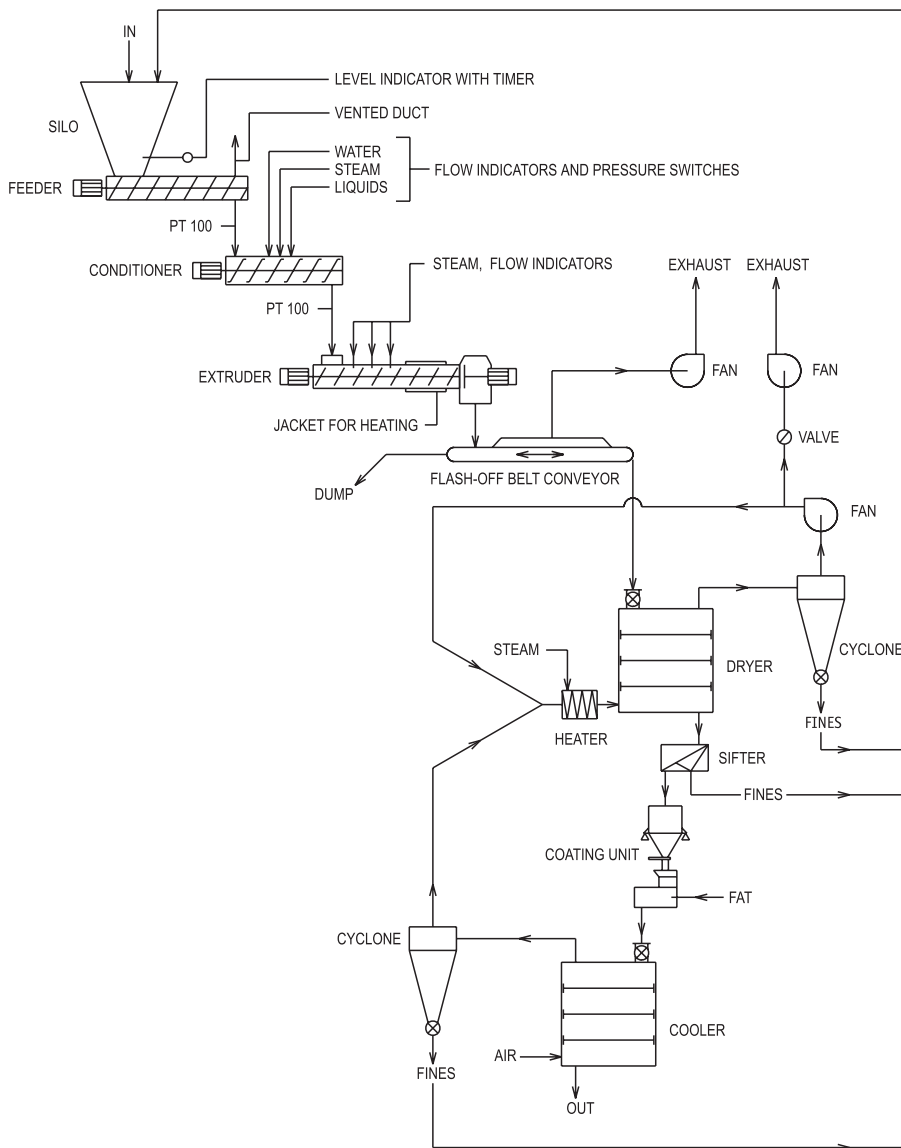 IN
LEVEL INDICATOR WITH TIMER
SILO
VENTED DUCT
WATER
STEAM
LIQUIDS
FLOW INDICATORS AND PRESSURE SWITCHES
FEEDER
PT 100
CONDITIONER
STEAM, FLOW INDICATORS
EXHAUST
EXHAUST
PT 100
EXTRUDER
FAN
FAN
JACKET FOR HEATING
VALVE
FLASH-OFF BELT CONVEYOR
DUMP
FAN
STEAM
DRYER
CYCLONE
HEATER
FINES
SIFTER
FINES
COATING UNIT
FAT
CYCLONE
COOLER
AIR
FINES
OUT